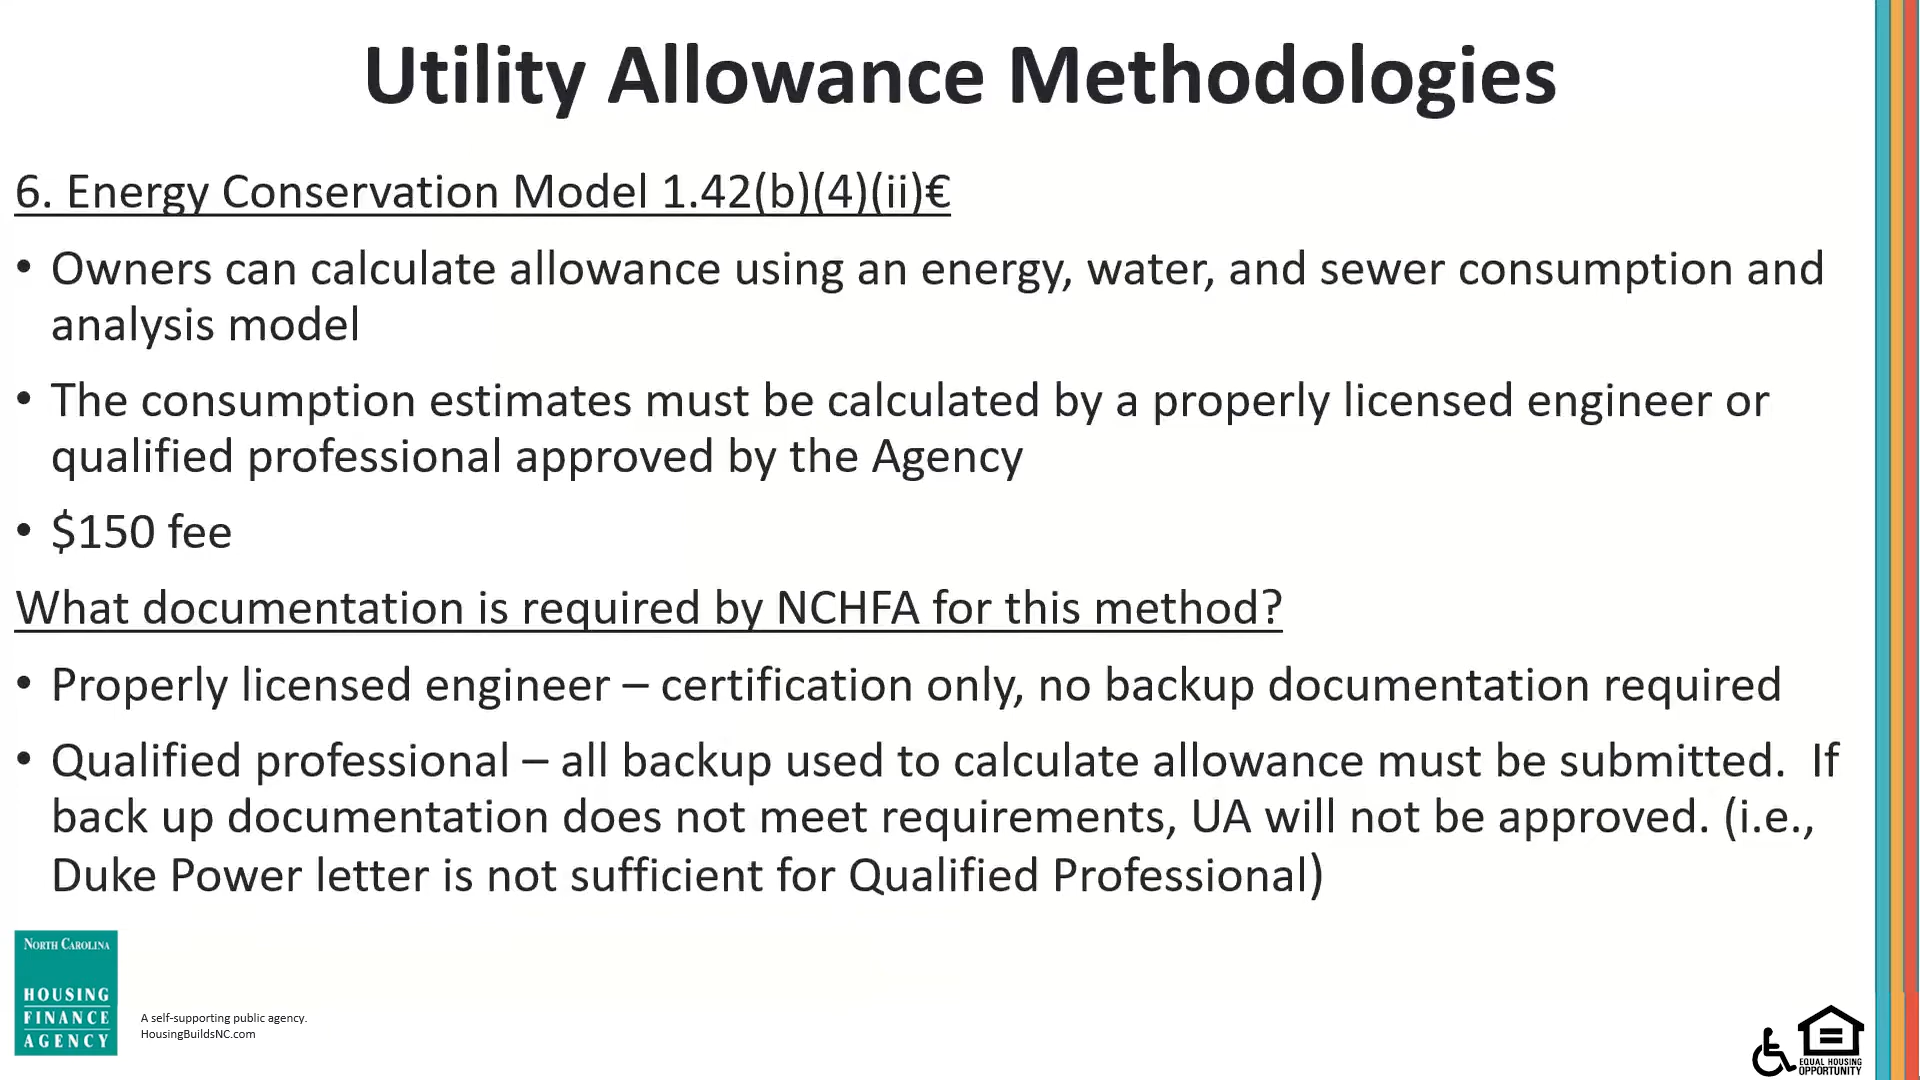 Utility Allowance Methodologies
6. Energy Conservation Model 1.42(b)(4)(ii)€
• Owners can calculate allowance using an energy, water, and sewer consumption and
analysis model
• The consumption estimates must be calculated by a properly licensed engineer or
qualified professional approved by the Agency
• $150 fee
What documentation is required by NCHFA for this method?
• Properly licensed engineer – certification only, no backup documentation required
• Qualified professional – all backup used to calculate allowance must be submitted.  If
back up documentation does not meet requirements, UA will not be approved. (i.e.,
Duke Power letter is not sufficient for Qualified Professional)
NORTH CAROLINA
HOUSING
FINANCE
AGENCY
A self-supporting public agency.
HousingBuildsNC.com
EQUAL HOUSING
OPPORTUNITY